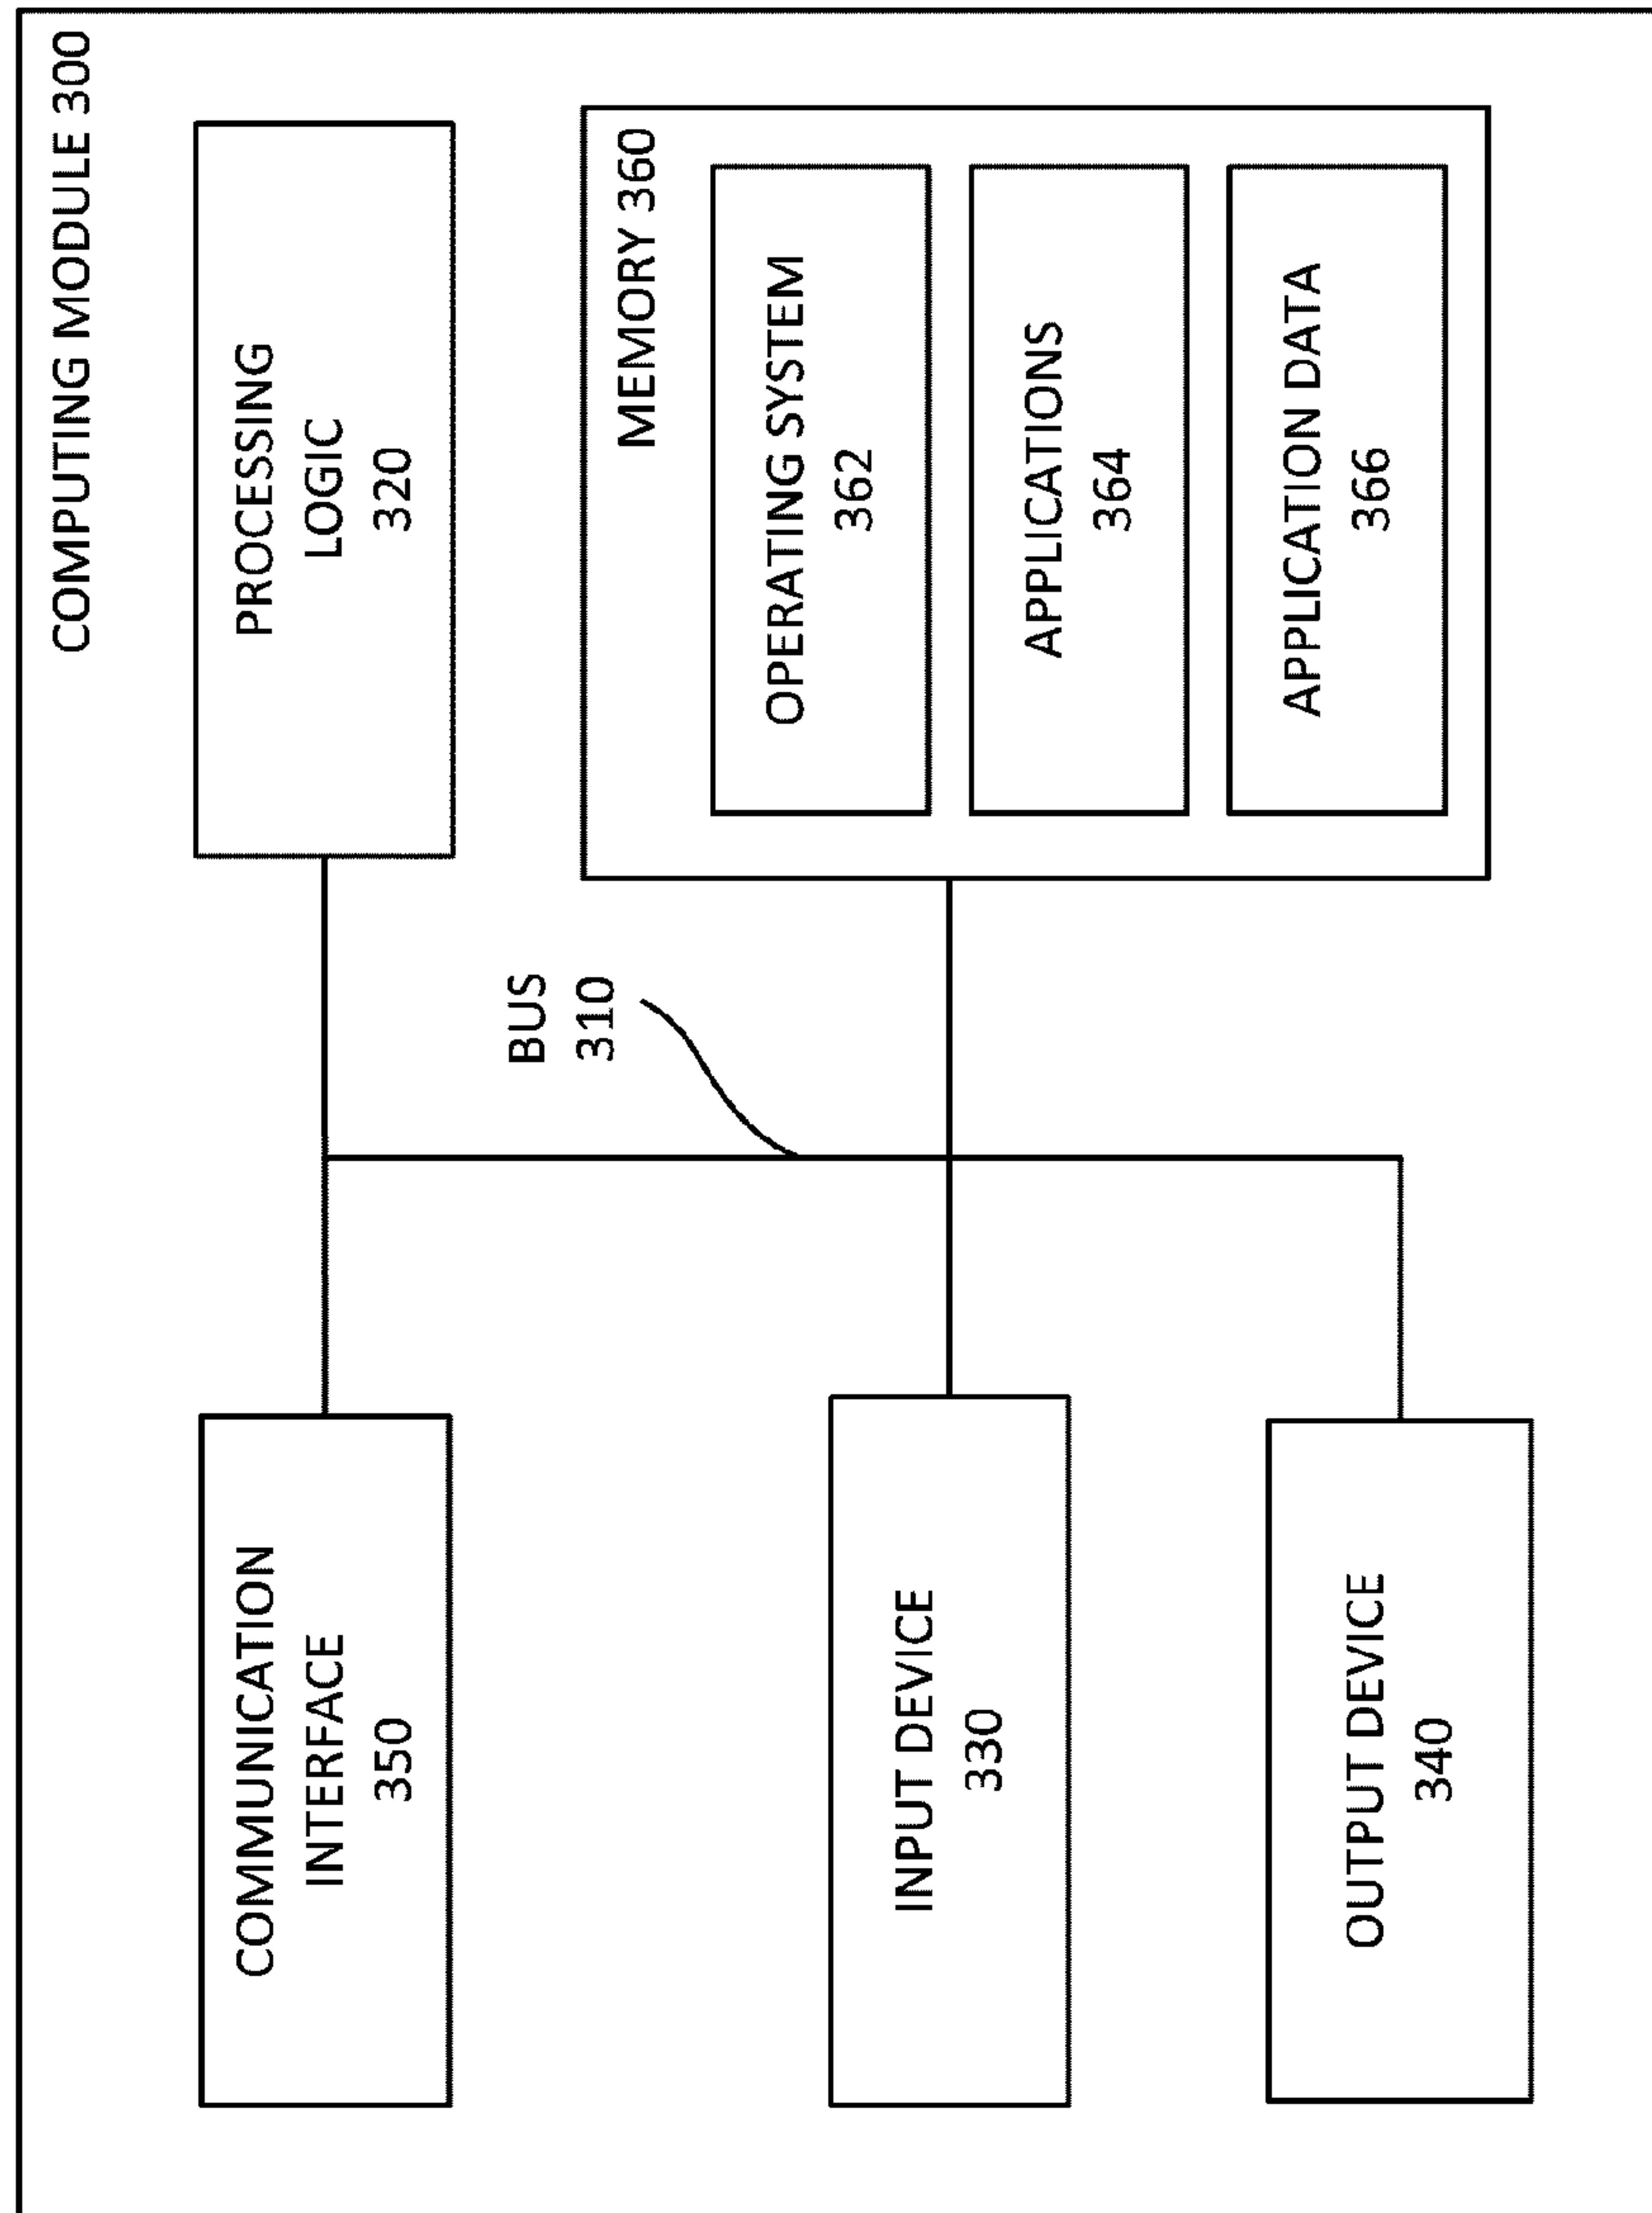 COMPUTING MODULE 300
COMMUNICATION
INTERFACE
350
PROCESSING
LOGIC
320
BUS
310
MEMORY 360
OPERATING SYSTEM
362
APPLICATIONS
364
APPLICATION DATA
366
INPUT DEVICE
330
OUTPUT DEVICE
340